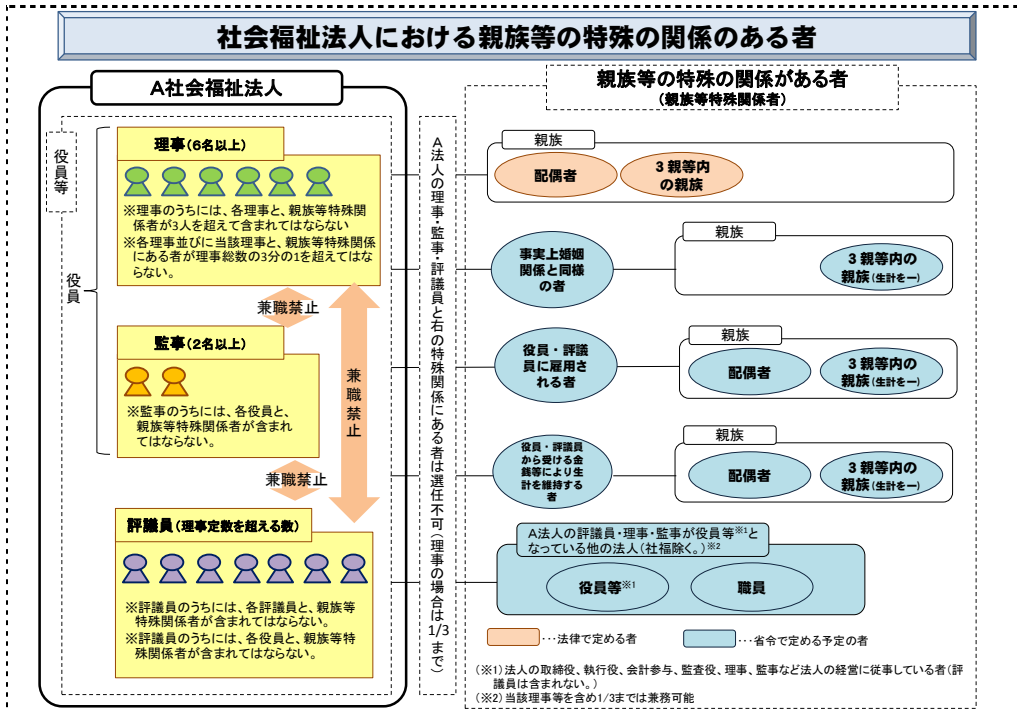 社会福祉法人における親族等の特殊の関係のある者
A社会福祉法人
役員等
役員
理事(6名以上)
※理事のうちには、各理事と、親族等特殊関
係者が3人を超えて含まれてはならない
※各理事並びに当該理事と、親族等特殊関係
にある者が理事総数の3分の1を超えてはな
らない。
兼職禁止
監事(2名以上)
※監事のうちには、各役員と、
親族等特殊関係者が含まれ
てはならない。
兼職禁止
兼職禁止
評議員(理事定数を超える数)
※評議員のうちには、各評議員と、親族等
特殊関係者が含まれてはならない。
※評議員のうちには、各役員と、親族等特
殊関係者が含まれてはならない。
A法人の理事・監事・評議員と右の特殊関係にある者は選任不可(理事の場合は1/3まで)
親族等の特殊の関係がある者
(親族等特殊関係者)
親族
配偶者
3親等内
の親族
事実上婚姻
関係と同様
の者
親族
3親等内の
親族(生計を一)
役員・評議
員に雇用さ
れる者
親族
配偶者
3親等内の
親族(生計を一)
役員・評議員
から受ける金
銭等により生
計を維持する
者
親族
配偶者
3親等内の
親族(生計を一)
A法人の評議員・理事・監事が役員等※1と
なっている他の法人(社福除く。)※2
役員等※1
職員
・・・法律で定める者
・・・省令で定める予定の者
(※1)法人の取締役、執行役、会計参与、監査役、理事、監事など法人の経営に従事している者(評
議員は含まれない。)
(※2)当該理事等を含め1/3までは兼務可能